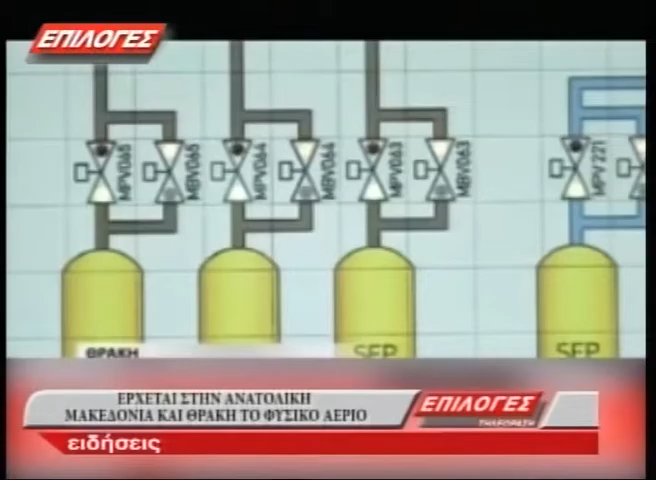 ΕΠΙΛΟΓΕΣ
MPV065
MBV065
MPV064
MBV064
MPV063
MBV063
MPV221
SEP
SEP
ΘΡΑΚΗ
ΕΡΧΕΤΑΙ ΣΤΗΝ ΑΝΑΤΟΛΙΚΗ
ΜΑΚΕΔΟΝΙΑ ΚΑΙ ΘΡΑΚΗ ΤΟ ΦΥΣΙΚΟ ΑΕΡΙΟ
ΕΠΙΛΟΓΕΣ
ΤΗΛΕΟΡΑΣΗ
ειδήσεις